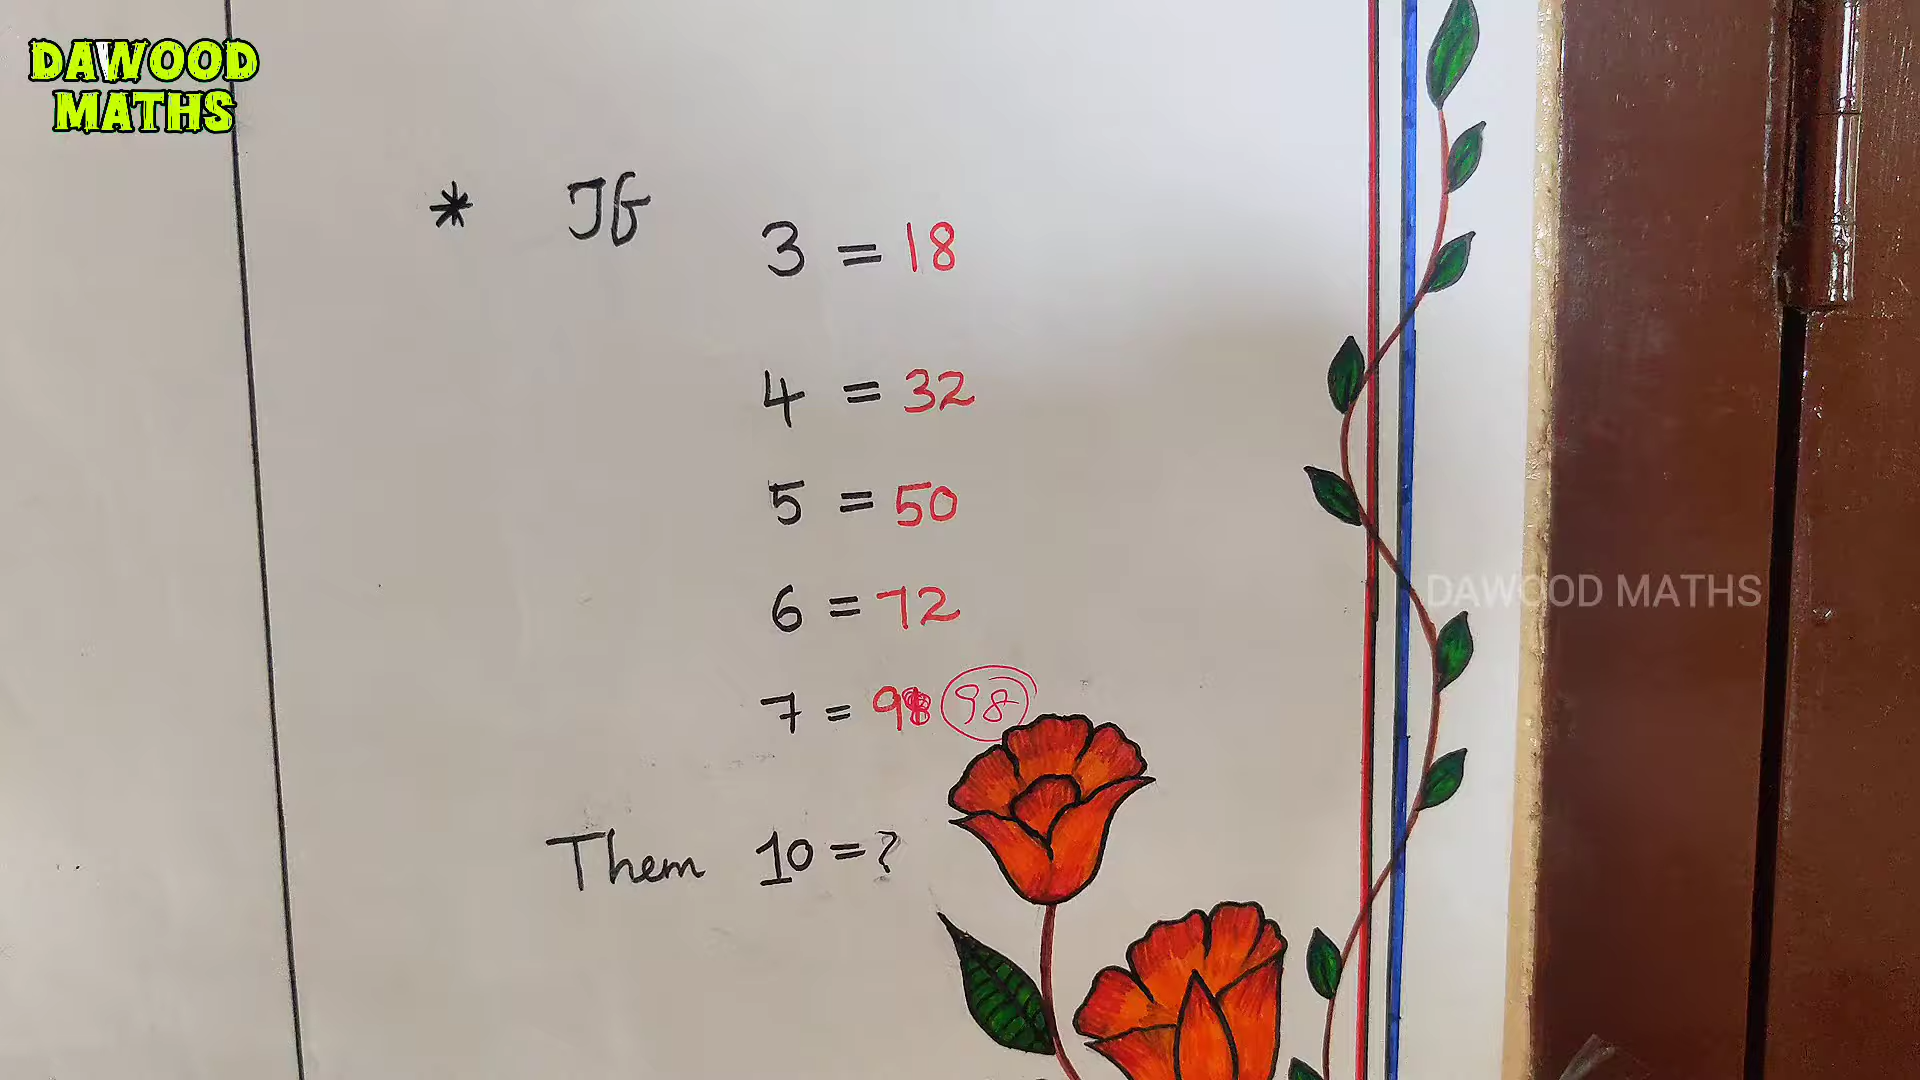 DAWOOD
MATHS
* If
3 = 18
4 = 32
5 = 50
6 = 72
7 = 98 98
DAWOOD MATHS
Them 10 = ?